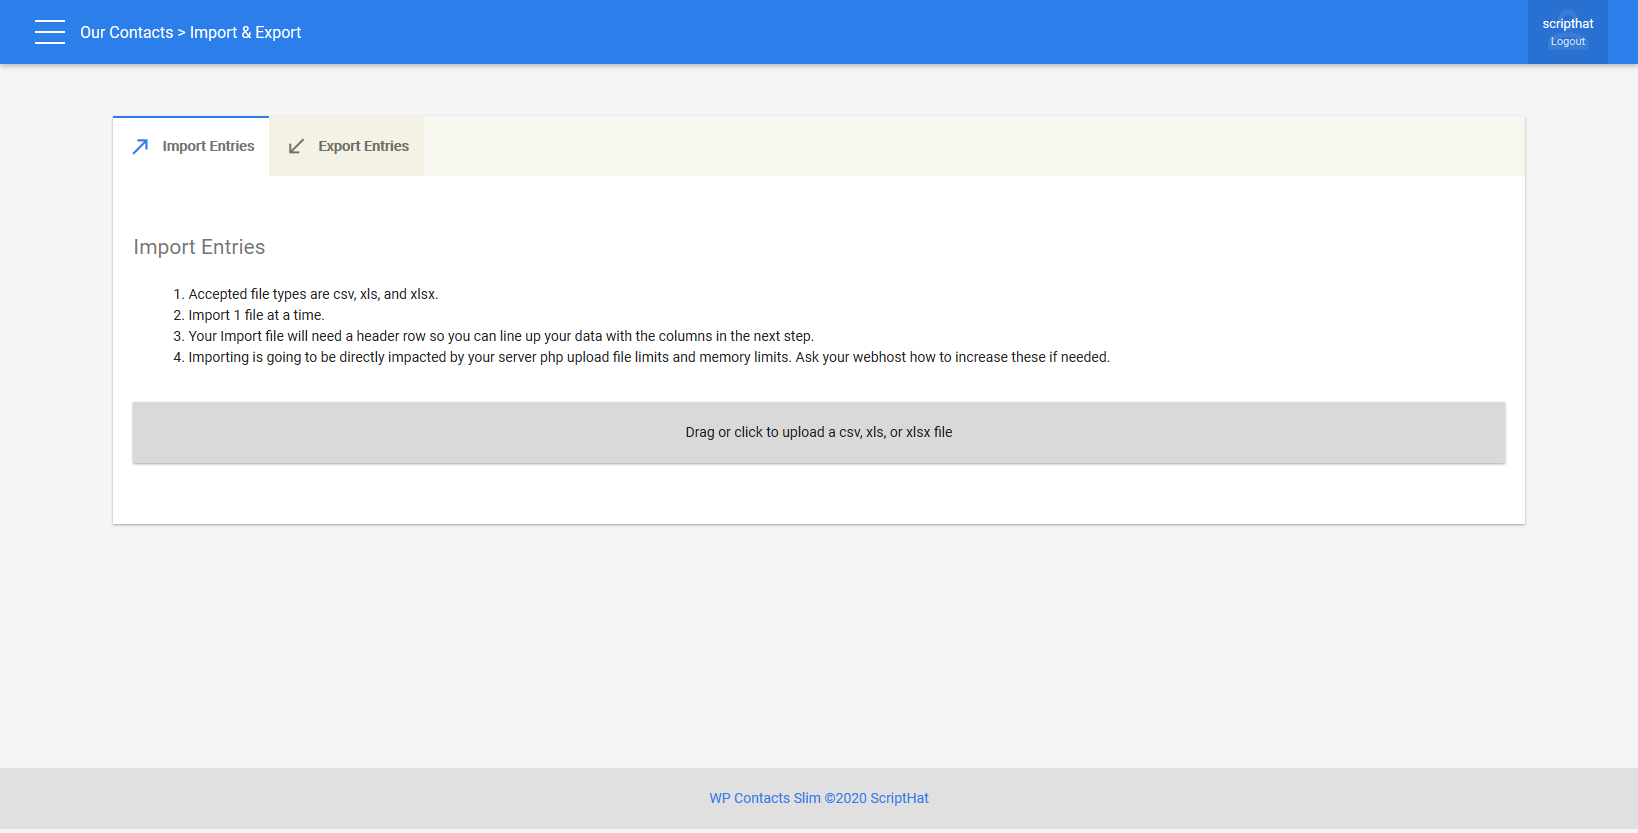 Our Contacts > Import & Export
scripthat
Logout
Import Entries
Export Entries
Import Entries
1. Accepted file types are csv, xls, and xlsx.
2. Import 1 file at a time.
3. Your Import file will need a header row so you can line up your data with the columns in the next step.
4. Importing is going to be directly impacted by your server php upload file limits and memory limits. Ask your webhost how to increase these if needed.
Drag or click to upload a csv, xls, or xlsx file
WP Contacts Slim ©2020 ScriptHat